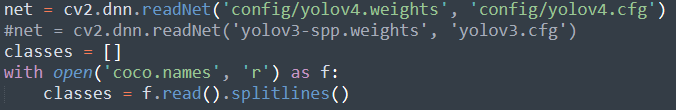 net = cv2.dnn.readNet('config/yolov4.weights', 'config/yolov4.cfg')
#net = cv2.dnn.readNet('yolov3-spp.weights', 'yolov3.cfg')
classes = []
with open('coco.names', 'r') as f:
    classes = f.read().splitlines()